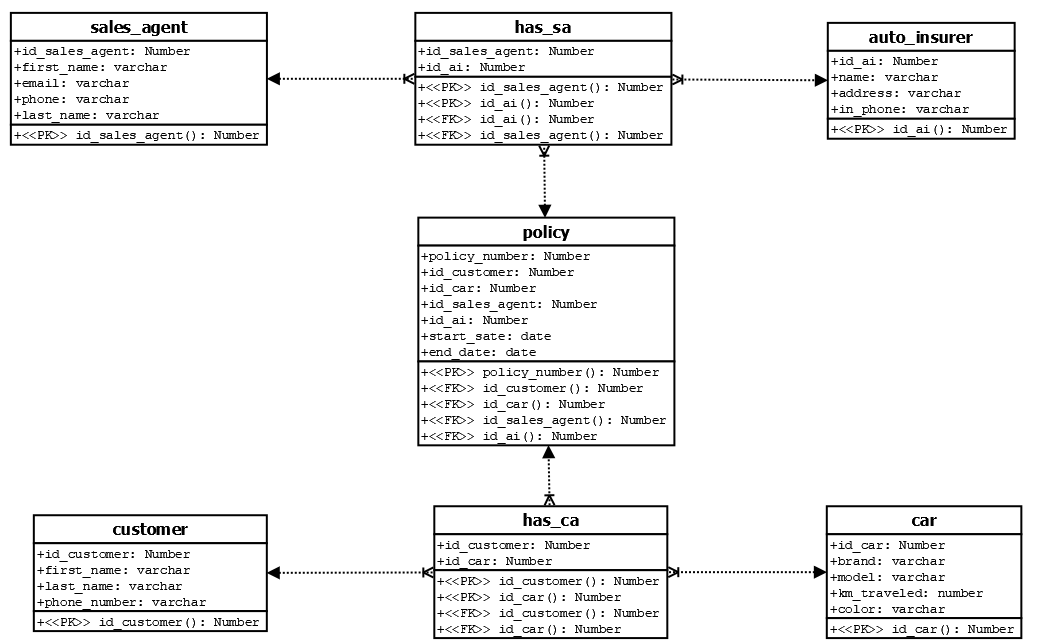 sales_agent
+id_sales_agent: Number
+first_name: varchar
+email: varchar
+phone: varchar
+last_name: varchar
+<<PK>> id_sales_agent(): Number
has_sa
+id_sales_agent: Number
+id_ai: Number
+<<PK>> id_sales_agent(): Number
+<<PK>> id_ai(): Number
+<<FK>> id_ai(): Number
+<<FK>> id_sales_agent(): Number
auto_insurer
+id_ai: Number
+name: varchar
+address: varchar
+in_phone: varchar
+<<PK>> id_ai(): Number
policy
+policy_number: Number
+id_customer: Number
+id_car: Number
+id_sales_agent: Number
+id_ai: Number
+start_sate: date
+end_date: date
+<<PK>> policy_number(): Number
+<<FK>> id_customer(): Number
+<<FK>> id_car(): Number
+<<FK>> id_sales_agent(): Number
+<<FK>> id_ai(): Number
customer
+id_customer: Number
+first_name: varchar
+last_name: varchar
+phone_number: varchar
+<<PK>> id_customer(): Number
has_ca
+id_customer: Number
+id_car: Number
+<<PK>> id_customer(): Number
+<<PK>> id_car(): Number
+<<FK>> id_customer(): Number
+<<FK>> id_car(): Number
car
+id_car: Number
+brand: varchar
+model: varchar
+km_traveled: number
+color: varchar
+<<PK>> id_car(): Number